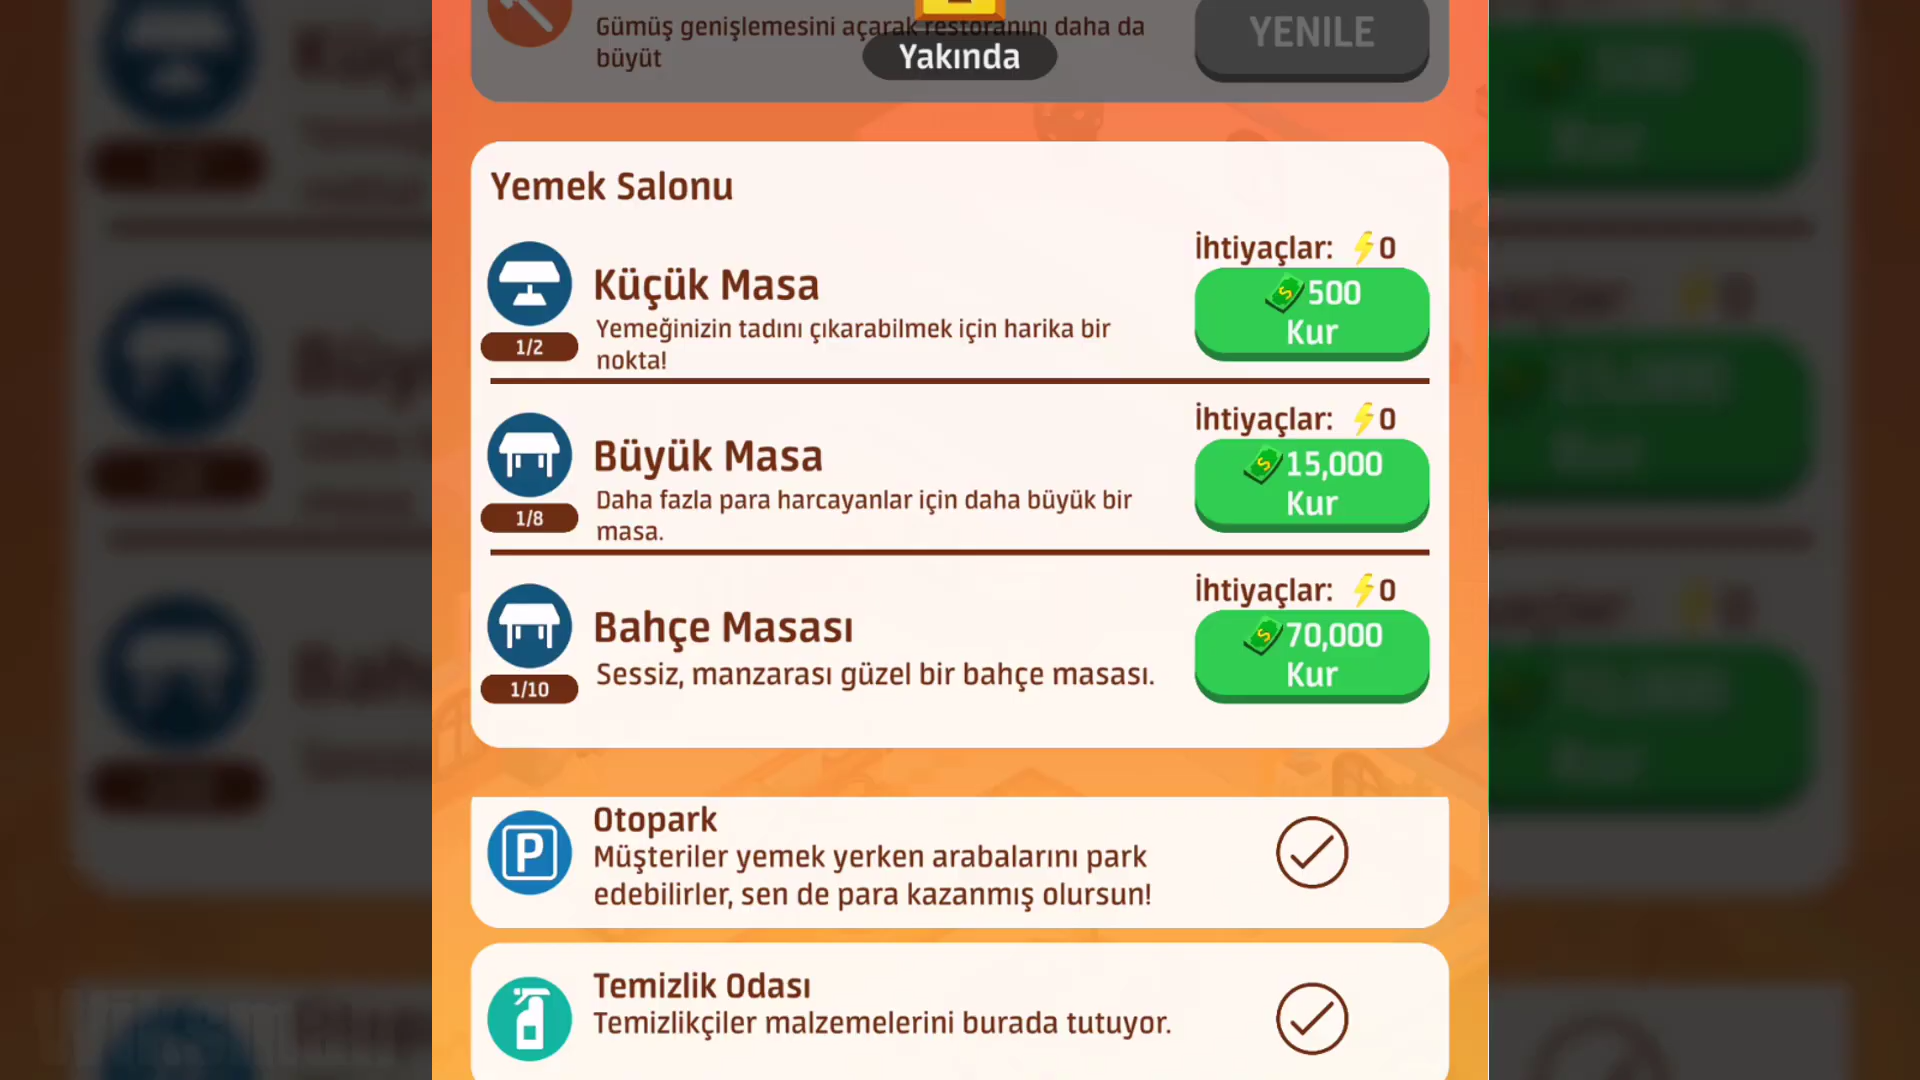 Gümüş genişlemesini açarak restoranını daha da
büyüt
Yakında
YENILE
Yemek Salonu
Küçük Masa
Yemeğinizin tadını çıkarabilmek için harika bir
nokta!
1/2
İhtiyaçlar: 0
500
Kur
Büyük Masa
Daha fazla para harcayanlar için daha büyük bir
masa.
1/8
İhtiyaçlar: 0
15,000
Kur
Bahçe Masası
Sessiz, manzarası güzel bir bahçe masası.
1/10
İhtiyaçlar: 0
70,000
Kur
P
Otopark
Müşteriler yemek yerken arabalarını park
edebilirler, sen de para kazanmış olursun!
Temizlik Odası
Temizlikçiler malzemelerini burada tutuyor.